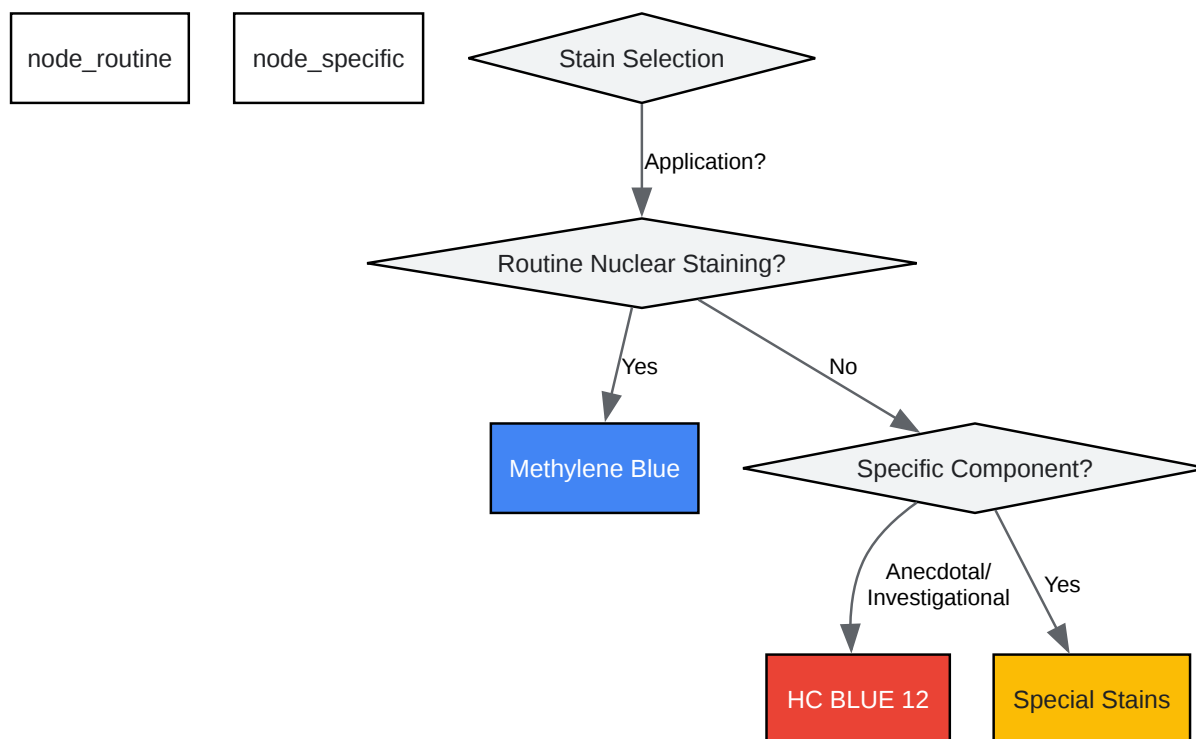 node_routine
node_specific
Stain Selection
Application?
Routine Nuclear Staining?
Yes
No
Methylene Blue
Specific Component?
Anecdotal/
Investigational
Yes
HC BLUE 12
Special Stains